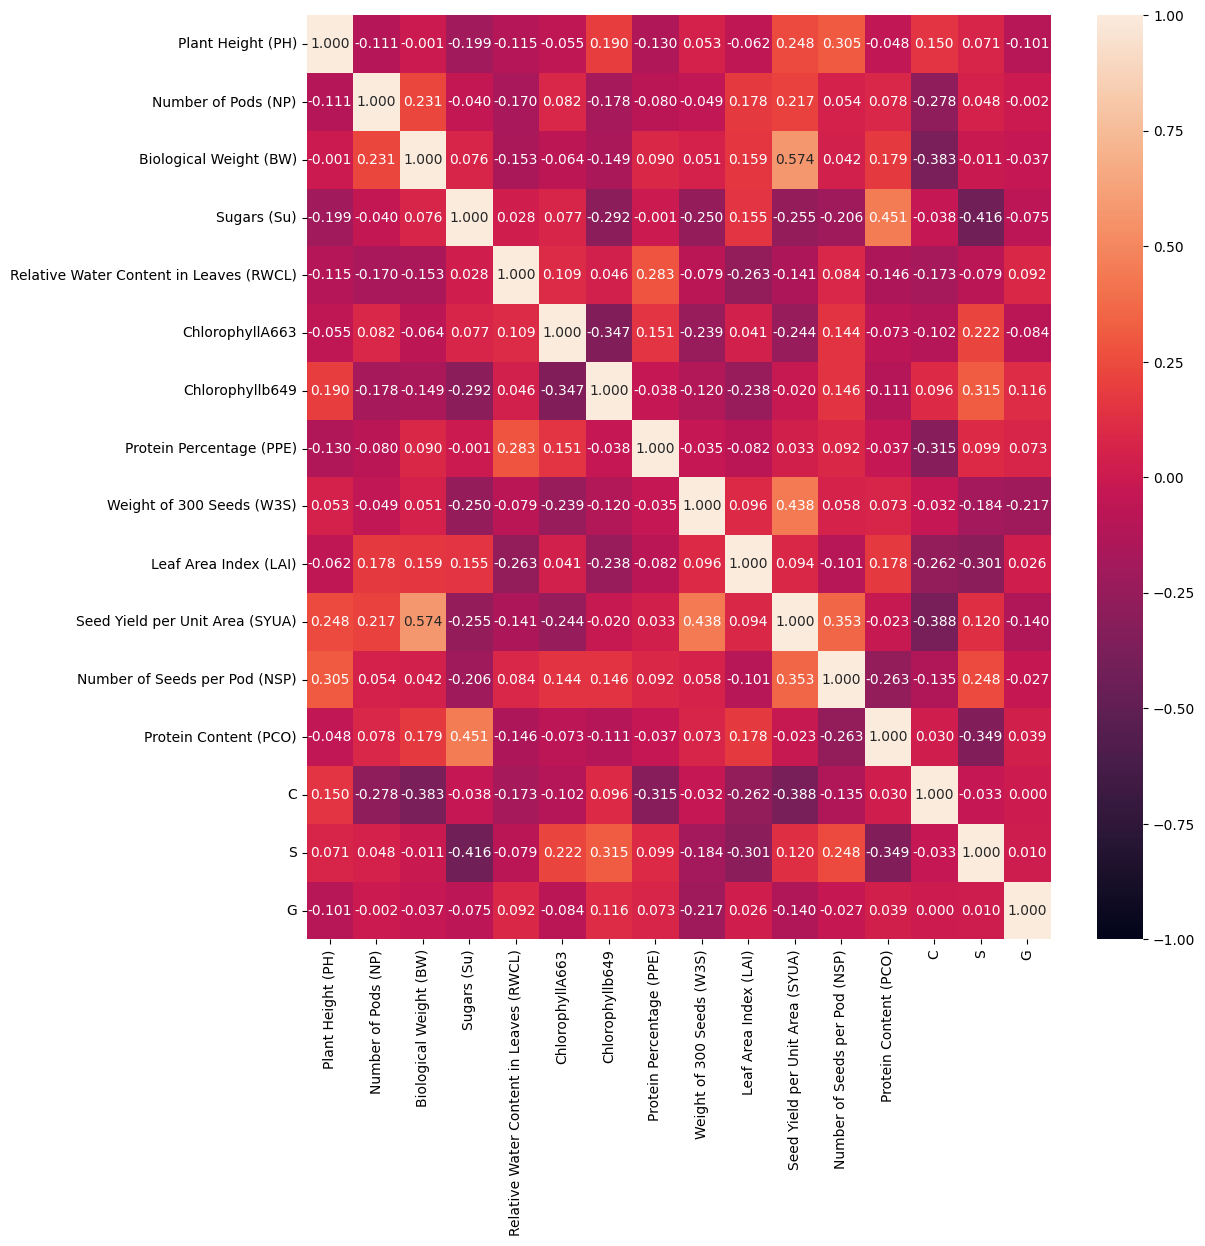 Plant Height (PH) 1.000 -0.111 -0.001 -0.199 -0.115 -0.055 0.190 -0.130 0.053 -0.062 0.248 0.305 -0.048 0.150 0.071 -0.101
Number of Pods (NP) -0.111 1.000 0.231 -0.040 -0.170 0.082 -0.178 -0.080 -0.049 0.178 0.217 0.054 0.078 -0.278 0.048 -0.002
Biological Weight (BW) -0.001 0.231 1.000 0.076 -0.153 -0.064 -0.149 0.090 0.051 0.159 0.574 0.042 0.179 -0.383 -0.011 -0.037
Sugars (Su) -0.199 -0.040 0.076 1.000 0.028 0.077 -0.292 -0.001 -0.250 0.155 -0.255 -0.206 0.451 -0.038 -0.416 -0.075
Relative Water Content in Leaves (RWCL) -0.115 -0.170 -0.153 0.028 1.000 0.109 0.046 0.283 -0.079 -0.263 -0.141 0.084 -0.146 -0.173 -0.079 0.092
ChlorophyllA663 -0.055 0.082 -0.064 0.077 0.109 1.000 -0.347 0.151 -0.239 0.041 -0.244 0.144 -0.073 -0.102 0.222 -0.084
Chlorophyllb649 0.190 -0.178 -0.149 -0.292 0.046 -0.347 1.000 -0.038 -0.120 -0.238 -0.020 0.146 -0.111 0.096 0.315 0.116
Protein Percentage (PPE) -0.130 -0.080 0.090 -0.001 0.283 0.151 -0.038 1.000 -0.035 -0.082 0.033 0.092 -0.037 -0.315 0.099 0.073
Weight of 300 Seeds (W3S) 0.053 -0.049 0.051 -0.250 -0.079 -0.239 -0.120 -0.035 1.000 0.096 0.438 0.058 0.073 -0.032 -0.184 -0.217
Leaf Area Index (LAI) -0.062 0.178 0.159 0.155 -0.263 0.041 -0.238 -0.082 0.096 1.000 0.094 -0.101 0.178 -0.262 -0.301 0.026
Seed Yield per Unit Area (SYUA) 0.248 0.217 0.574 -0.255 -0.141 -0.244 -0.020 0.033 0.438 0.094 1.000 0.353 -0.023 -0.388 0.120 -0.140
Number of Seeds per Pod (NSP) 0.305 0.054 0.042 -0.206 0.084 0.144 0.146 0.092 0.058 -0.101 0.353 1.000 -0.263 -0.135 0.248 -0.027
Protein Content (PCO) -0.048 0.078 0.179 0.451 -0.146 -0.073 -0.111 -0.037 0.073 0.178 -0.023 -0.263 1.000 0.030 -0.349 0.039
C 0.150 -0.278 -0.383 -0.038 -0.173 -0.102 0.096 -0.315 -0.032 -0.262 -0.388 -0.135 0.030 1.000 -0.033 0.000
S 0.071 0.048 -0.011 -0.416 -0.079 0.222 0.315 0.099 -0.184 -0.301 0.120 0.248 -0.349 -0.033 1.000 0.010
G -0.101 -0.002 -0.037 -0.075 0.092 -0.084 0.116 0.073 -0.217 0.026 -0.140 -0.027 0.039 0.000 0.010 1.000
Plant Height (PH)
Number of Pods (NP)
Biological Weight (BW)
Sugars (Su)
Relative Water Content in Leaves (RWCL)
ChlorophyllA663
Chlorophyllb649
Protein Percentage (PPE)
Weight of 300 Seeds (W3S)
Leaf Area Index (LAI)
Seed Yield per Unit Area (SYUA)
Number of Seeds per Pod (NSP)
Protein Content (PCO)
C
S
G
1.00
0.75
0.50
0.25
0.00
−0.25
−0.50
−0.75
−1.00